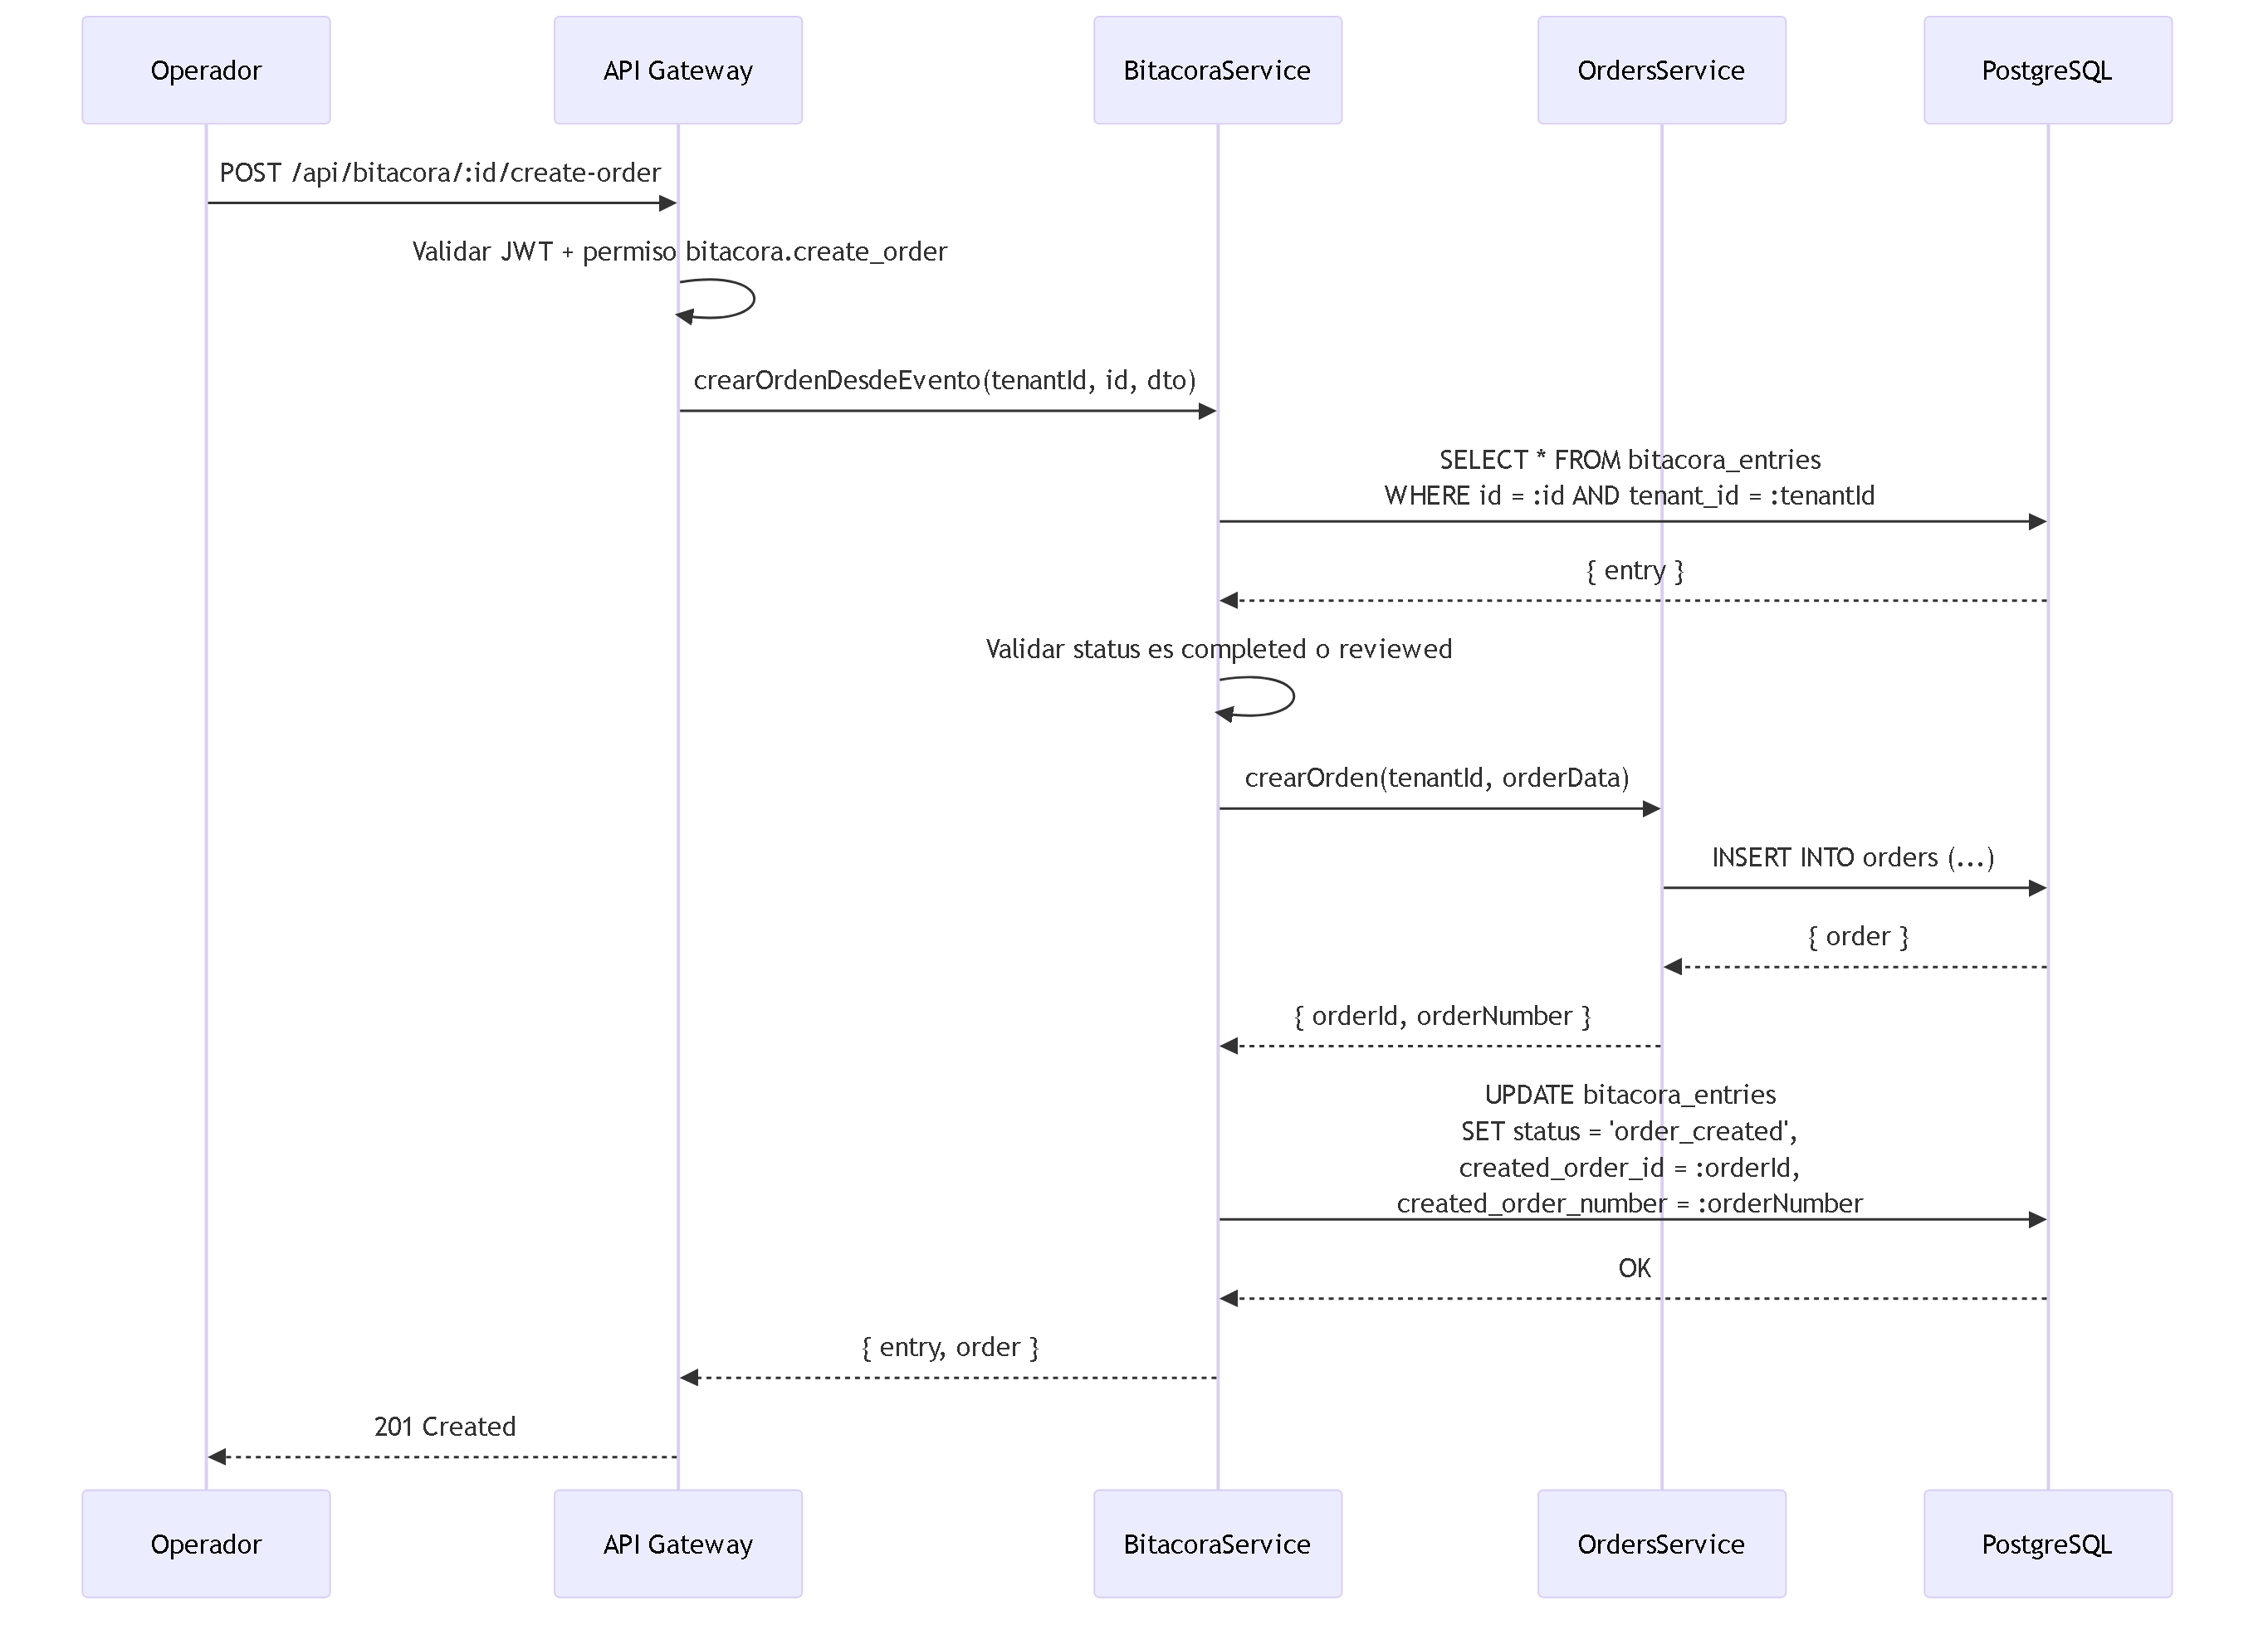 Operador
API Gateway
BitacoraService
OrdersService
PostgreSQL
POST /api/bitacora/:id/create-order
Validar JWT + permiso bitacora.create_order
crearOrdenDesdeEvento(tenantId, id, dto)
SELECT * FROM bitacora_entries
WHERE id = :id AND tenant_id = :tenantId
{ entry }
Validar status es completed o reviewed
crearOrden(tenantId, orderData)
INSERT INTO orders (...)
{ order }
{ orderId, orderNumber }
UPDATE bitacora_entries
SET status = 'order_created',
created_order_id = :orderId,
created_order_number = :orderNumber
OK
{ entry, order }
201 Created
Operador
API Gateway
BitacoraService
OrdersService
PostgreSQL